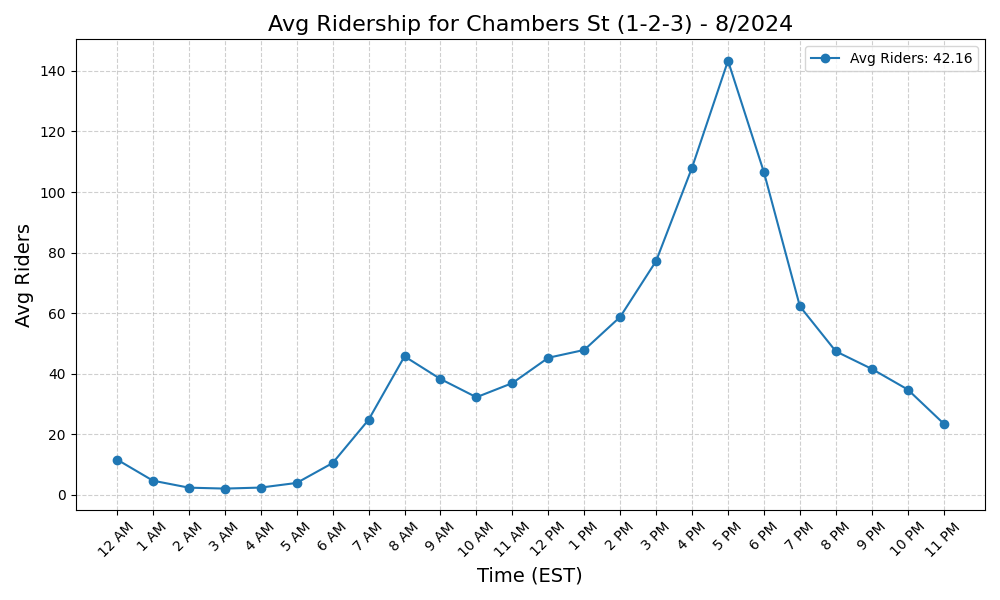 Avg Ridership for Chambers St (1-2-3) - 8/2024
Avg Riders: 42.16
Avg Riders
140
120
100
80
60
40
20
0
12 AM
1 AM
2 AM
3 AM
4 AM
5 AM
6 AM
7 AM
8 AM
9 AM
10 AM
11 AM
12 PM
1 PM
2 PM
3 PM
4 PM
5 PM
6 PM
7 PM
8 PM
9 PM
10 PM
11 PM
Time (EST)